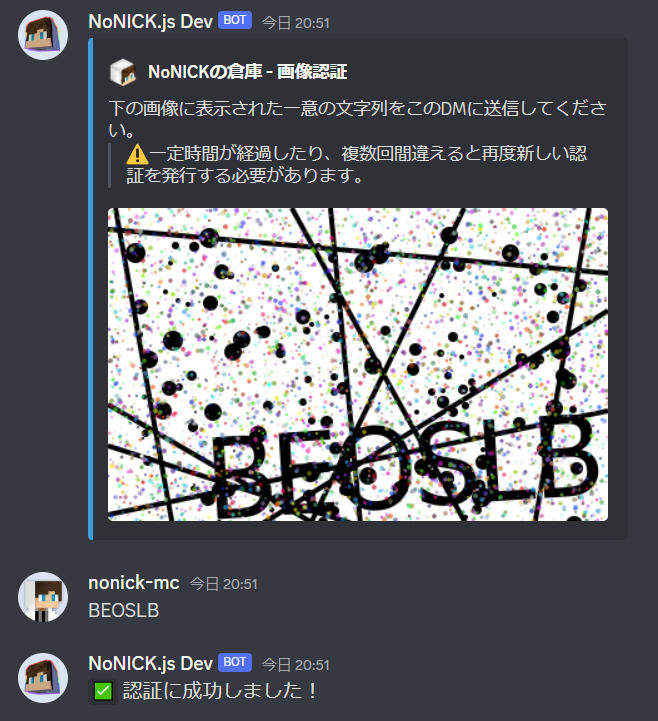 NoNICK.js Dev BOT 今日 20:51
NoNICKの倉庫 - 画像認証
下の画像に表示された一意の文字列をこのDMに送信してくださ
い。
⚠️一定時間が経過したり、複数回間違えると再度新しい認
証を発行する必要があります。
BEOSLB
nonick-mc 今日 20:51
BEOSLB
NoNICK.js Dev BOT 今日 20:51
✅ 認証に成功しました！